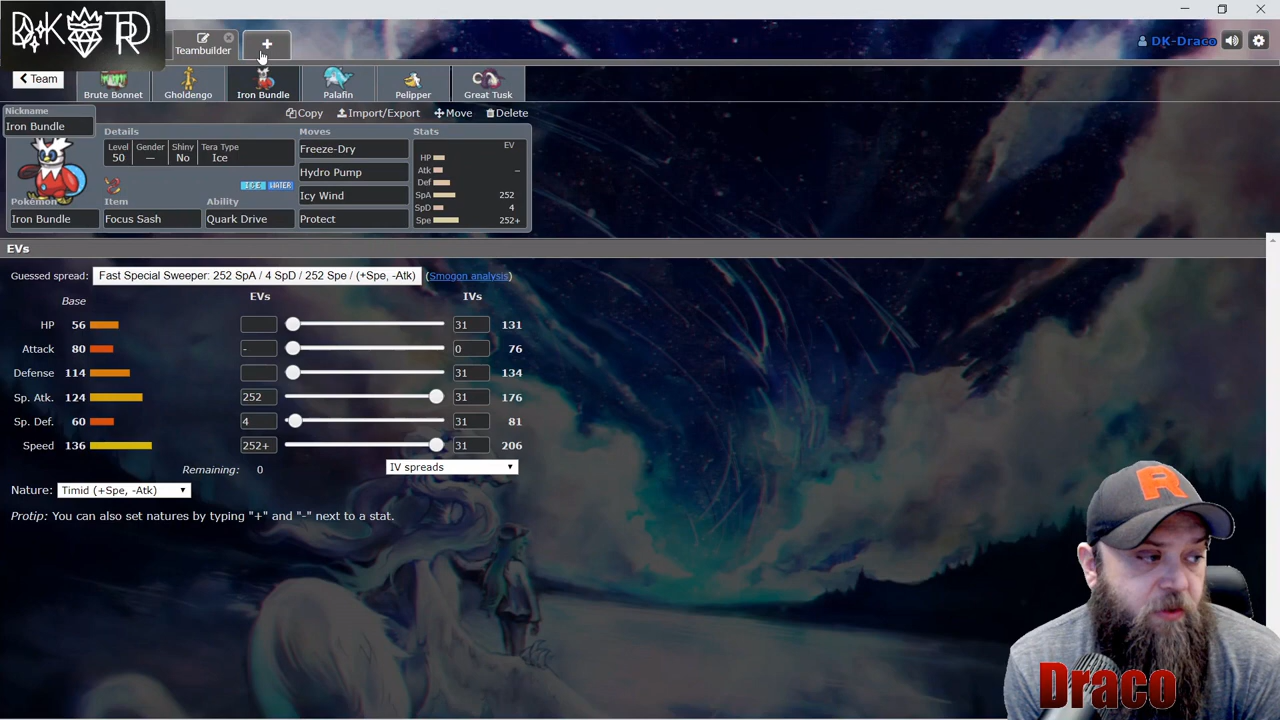 DK TR
Teambuilder
+
DK-Draco
< Team
Brute Bonnet
Gholdengo
Iron Bundle
Palafin
Pelipper
Great Tusk
Copy Import/Export Move Delete
Nickname
Iron Bundle
Details
Level Gender Shiny Tera Type
50 — No Ice
ICE WATER
Pokémon Item Ability
Iron Bundle Focus Sash Quark Drive
Moves
Freeze-Dry
Hydro Pump
Icy Wind
Protect
Stats
EV
HP
Atk –
Def
SpA 252
SpD 4
Spe 252+
EVs
Guessed spread: Fast Special Sweeper: 252 SpA / 4 SpD / 252 Spe / (+Spe, -Atk) (Smogon analysis)
Base EVs IVs
HP 56 31 131
Attack 80 - 0 76
Defense 114 31 134
Sp. Atk. 124 252 31 176
Sp. Def. 60 4 31 81
Speed 136 252+ 31 206
Remaining: 0 IV spreads
Nature: Timid (+Spe, -Atk)
Protip: You can also set natures by typing "+" and "-" next to a stat.
R
Draco